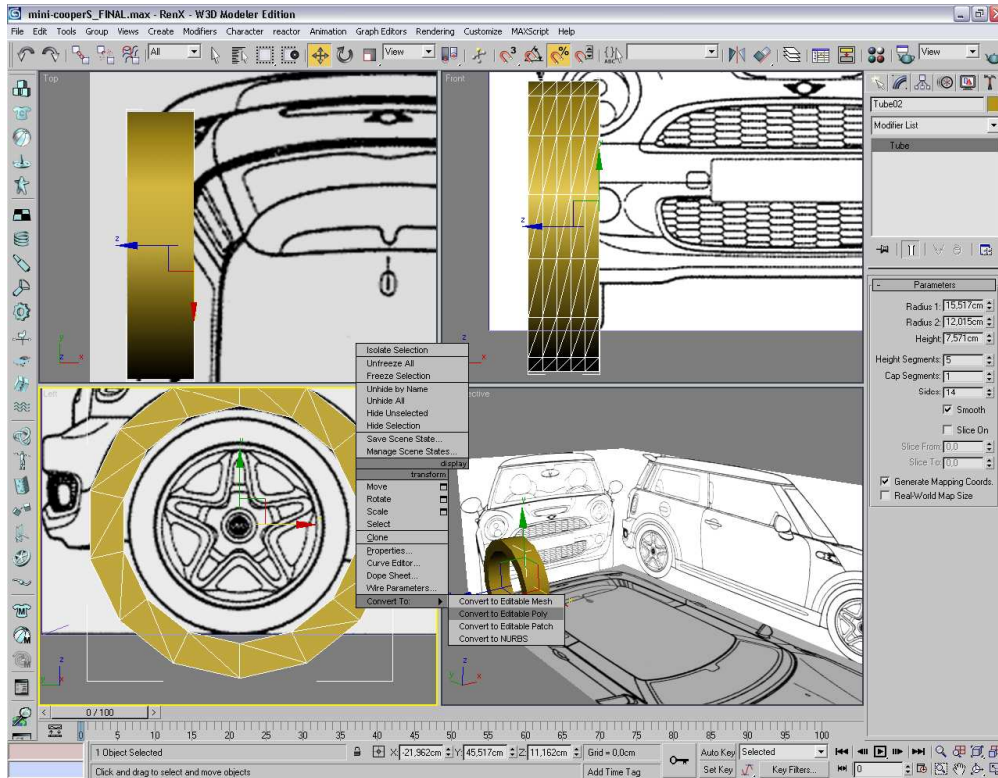 mini-cooperS_FINAL.max - RenX - W3D Modeler Edition
File Edit Tools Group Views Create Modifiers Character reactor Animation Graph Editors Rendering Customize MAXScript Help
All View View
Top
Front
Left
Tube02
Modifier List
Tube
Parameters
Radius 1: 15,517cm
Radius 2: 12,015cm
Height: 7,571cm
Height Segments: 5
Cap Segments: 1
Sides: 14
Smooth
Slice On
Slice From: 0,0
Slice To: 0,0
Generate Mapping Coords.
Real-World Map Size
Isolate Selection
Unfreeze All
Freeze Selection
Unhide by Name
Unhide All
Hide Unselected
Hide Selection
Save Scene State...
Manage Scene States...
display
transform
Move
Rotate
Scale
Select
Clone
Properties...
Curve Editor...
Dope Sheet...
Wire Parameters...
Convert To:
Convert to Editable Mesh
Convert to Editable Poly
Convert to Editable Patch
Convert to NURBS
0 / 100
0 5 10 15 20 25 30 35 40 45 50 55 60 65 70 75 80 85 90 95 100
1 Object Selected X: -21,962cm Y: 45,517cm Z: 11,162cm Grid = 0,0cm Auto Key Selected
Click and drag to select and move objects Add Time Tag Set Key Key Filters... 0